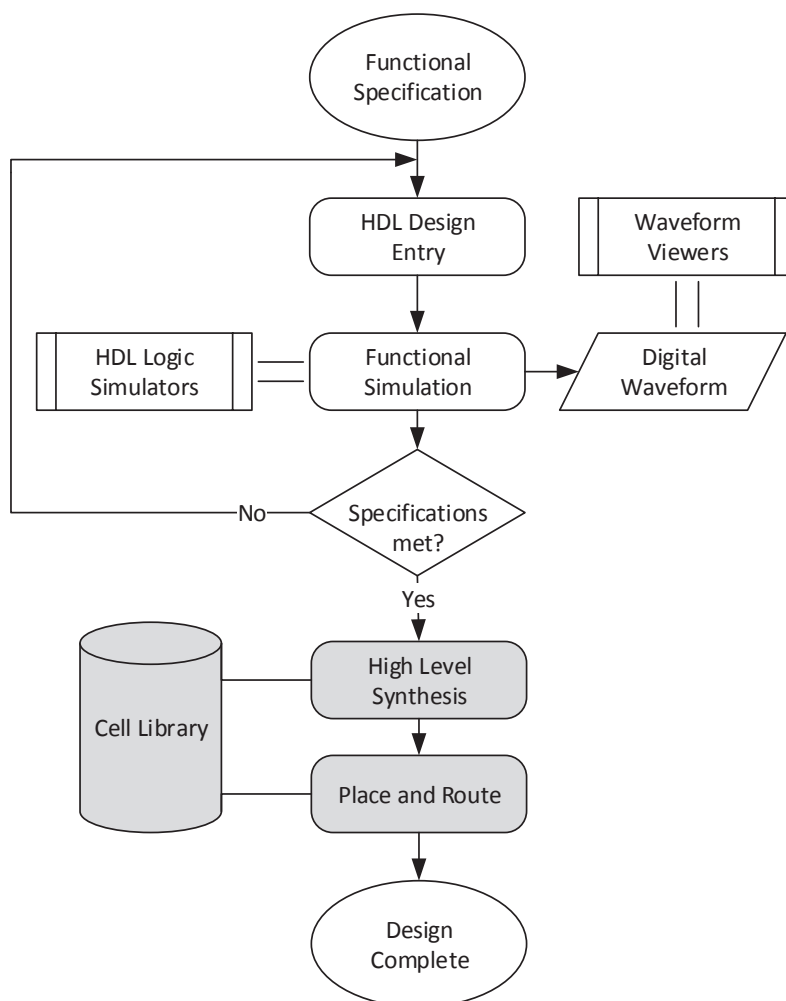 Functional
Specification
HDL Design
Entry
Waveform
Viewers
HDL Logic
Simulators
Functional
Simulation
Digital
Waveform
No
Specifications
met?
Yes
High Level
Synthesis
Cell Library
Place and Route
Design
Complete